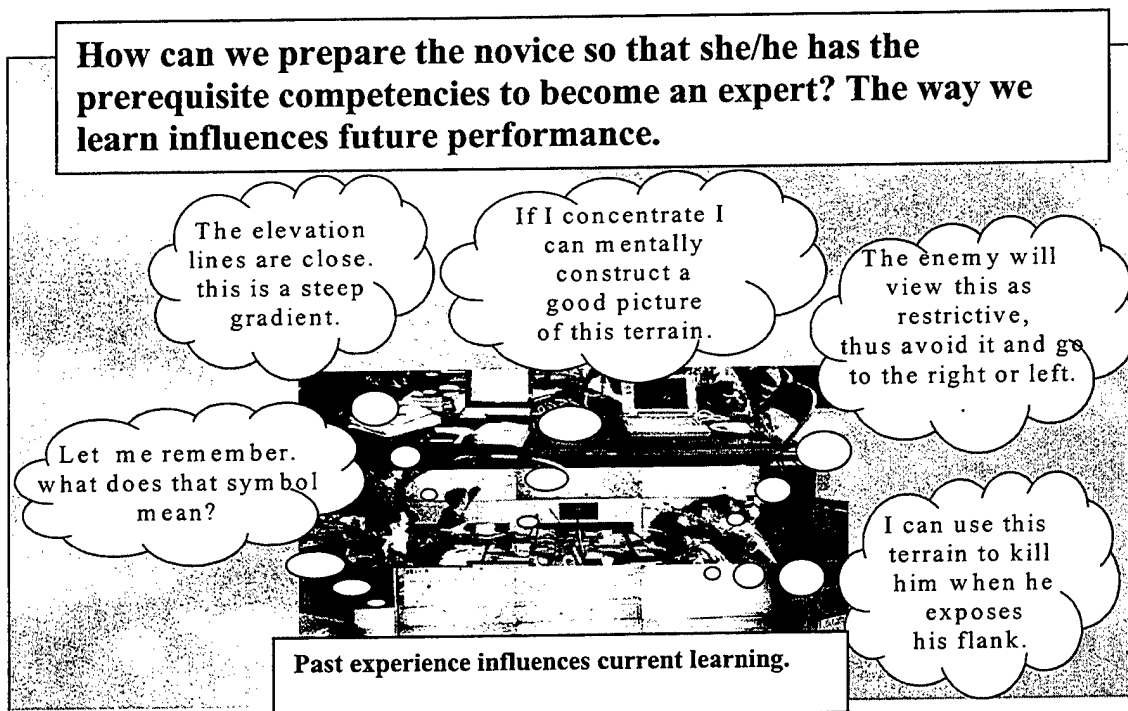 How can we prepare the novice so that she/he has the
prerequisite competencies to become an expert? The way we
learn influences future performance.
The elevation
lines are close.
this is a steep
gradient.
If I concentrate I
can mentally
construct a
good picture
of this terrain.
The enemy will
view this as
restrictive,
thus avoid it and go
to the right or left.
Let me remember.
what does that symbol
mean?
I can use this
terrain to kill
him when he
exposes
his flank.
Past experience influences current learning.